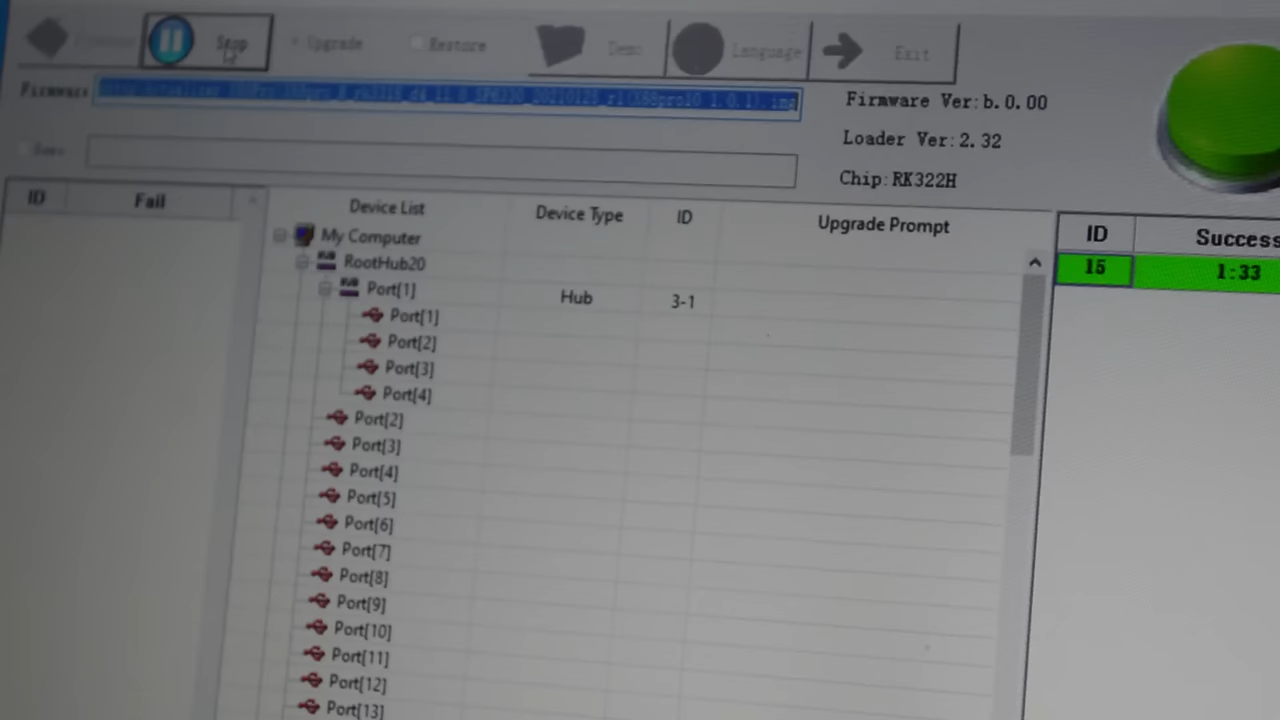 Stop Upgrade Restore Demo Language Exit
Firmware
Firmware Ver:b.0.00
Loader Ver:2.32
Chip:RK322H
ID Fail
Device List Device Type ID Upgrade Prompt
My Computer
RootHub20
Port[1] Hub 3-1
Port[1]
Port[2]
Port[3]
Port[4]
Port[2]
Port[3]
Port[4]
Port[5]
Port[6]
Port[7]
Port[8]
Port[9]
Port[10]
Port[11]
Port[12]
Port[13]
ID Success
15 1:33